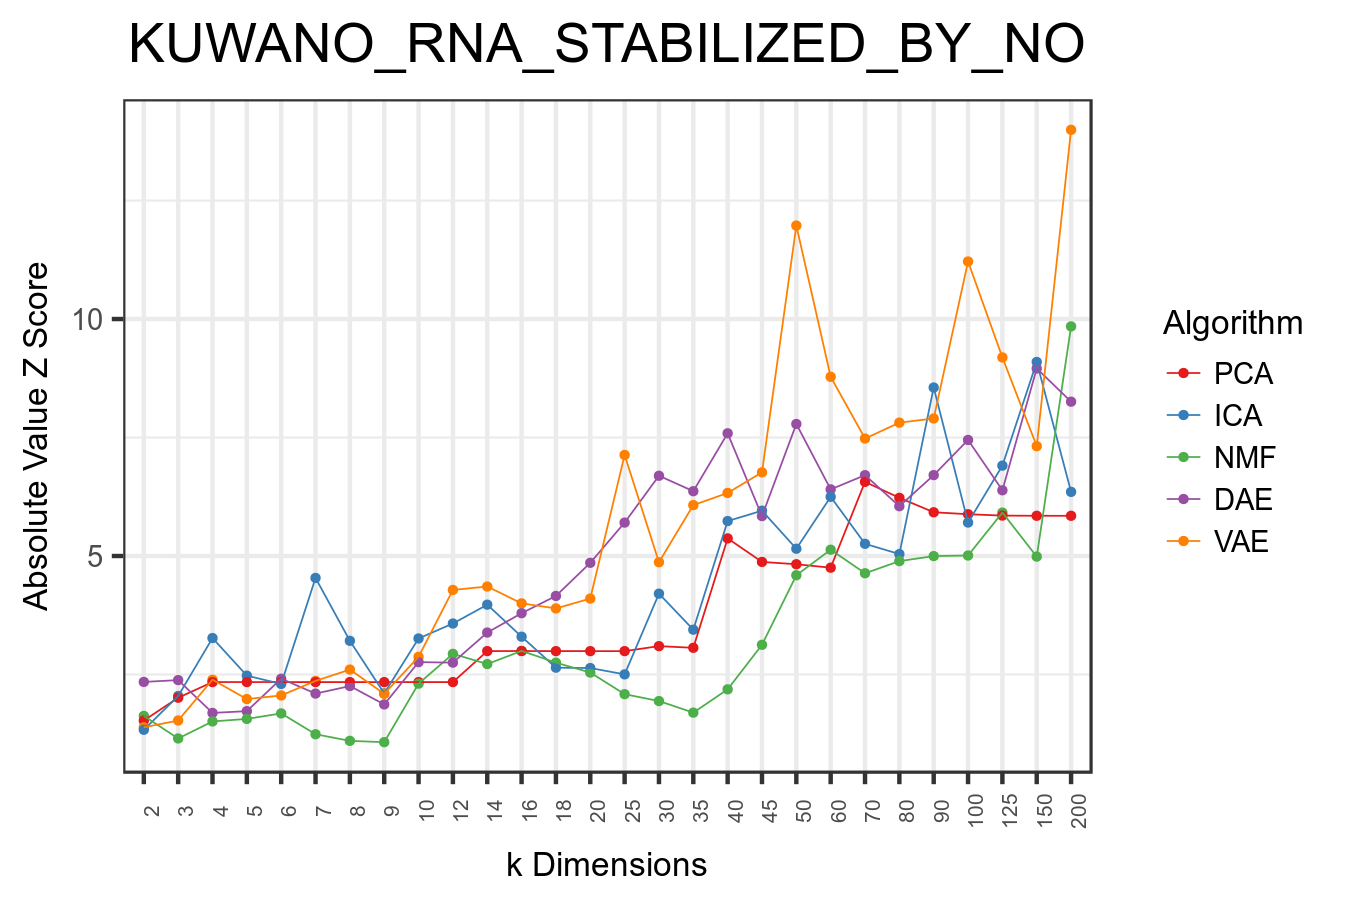 KUWANO_RNA_STABILIZED_BY_NO
Absolute Value Z Score
10
5
2 3 4 5 6 7 8 9 10 12 14 16 18 20 25 30 35 40 45 50 60 70 80 90 100 125 150 200
k Dimensions
Algorithm
PCA
ICA
NMF
DAE
VAE